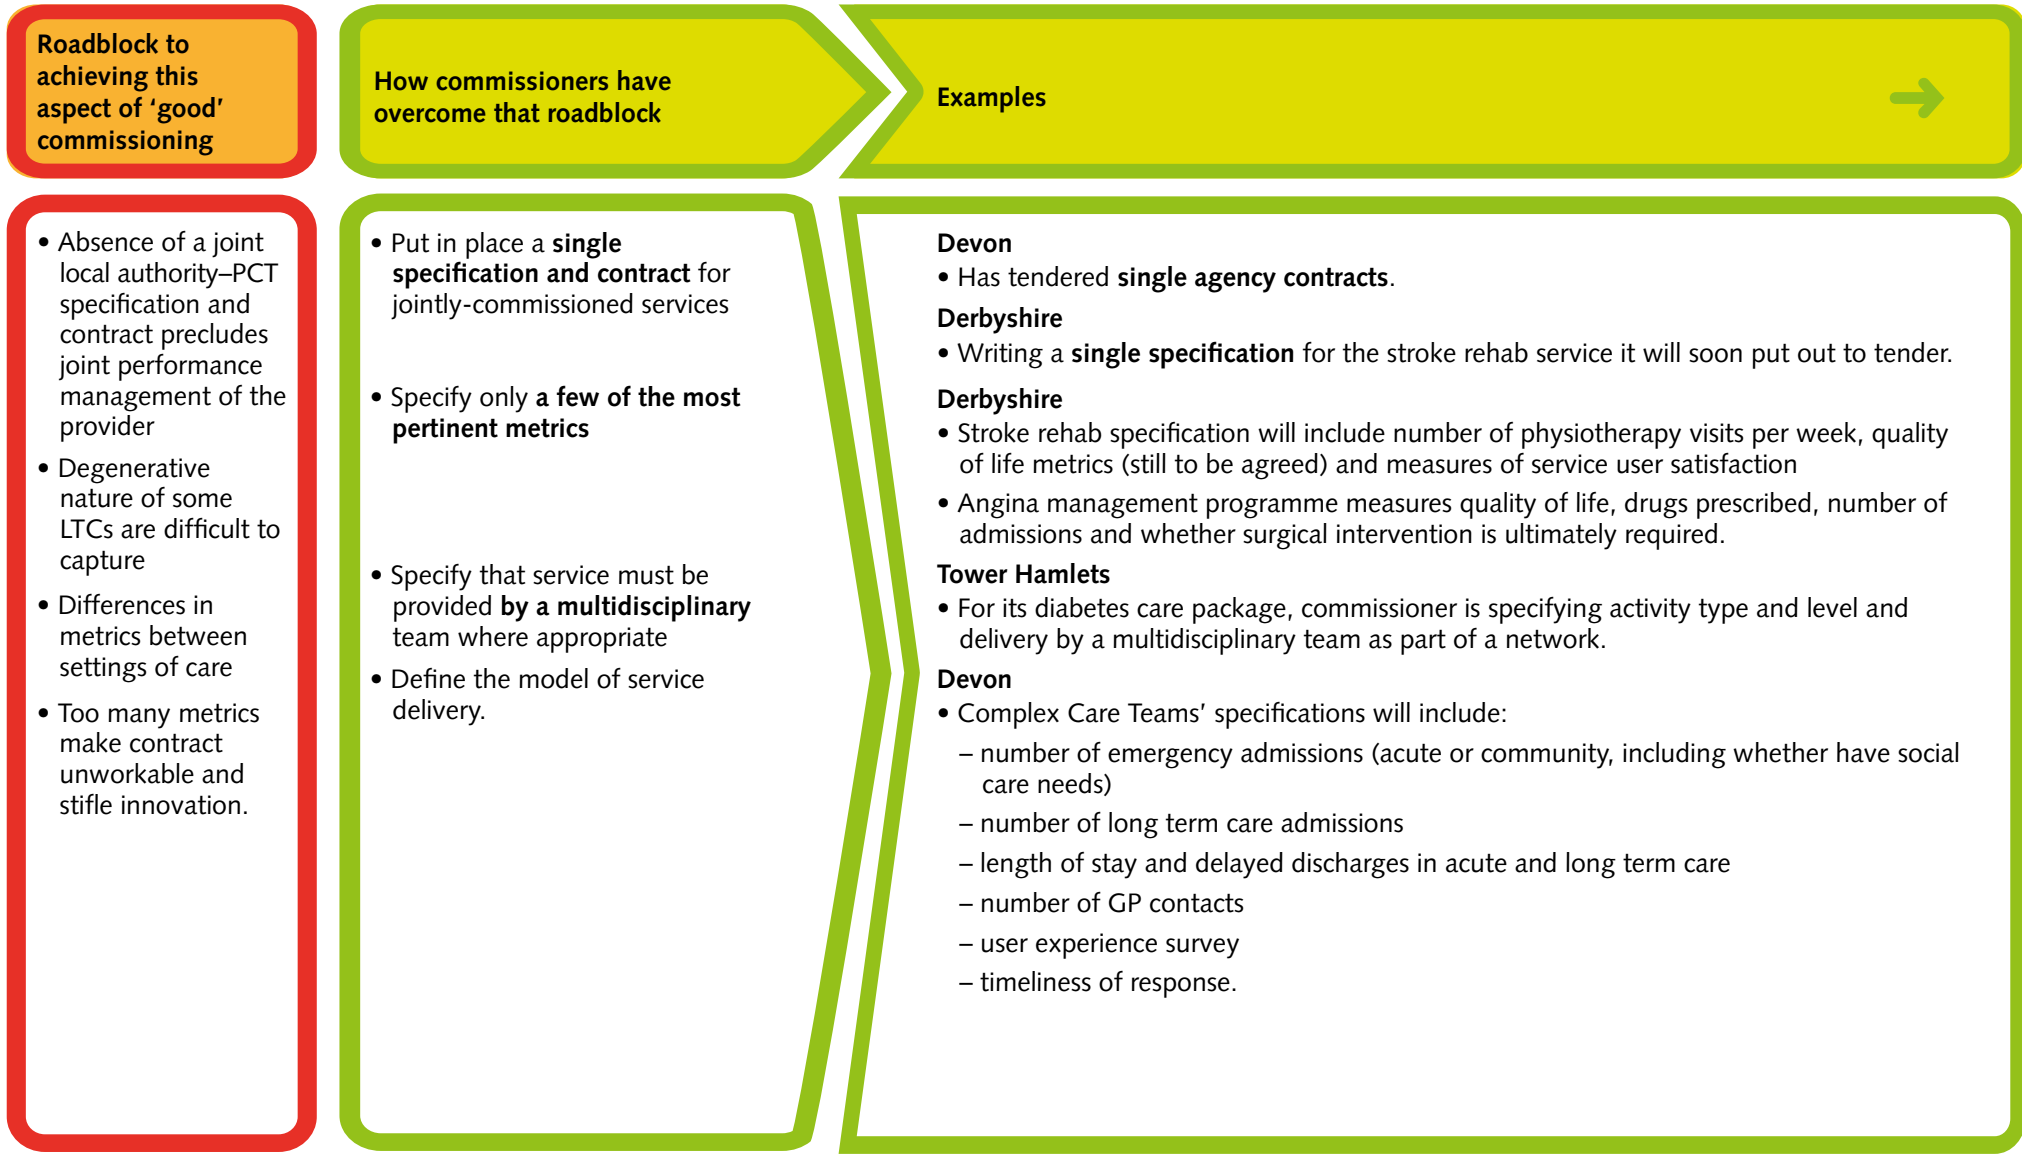 Roadblock to
achieving this
aspect of ‘good’
commissioning
How commissioners have
overcome that roadblock
Examples
• Absence of a joint
local authority–PCT
specification and
contract precludes
joint performance
management of the
provider
• Degenerative
nature of some
LTCs are difficult to
capture
• Differences in
metrics between
settings of care
• Too many metrics
make contract
unworkable and
stifle innovation.
• Put in place a single
specification and contract for
jointly-commissioned services
• Specify only a few of the most
pertinent metrics
• Specify that service must be
provided by a multidisciplinary
team where appropriate
• Define the model of service
delivery.
Devon
• Has tendered single agency contracts.
Derbyshire
• Writing a single specification for the stroke rehab service it will soon put out to tender.
Derbyshire
• Stroke rehab specification will include number of physiotherapy visits per week, quality
of life metrics (still to be agreed) and measures of service user satisfaction
• Angina management programme measures quality of life, drugs prescribed, number of
admissions and whether surgical intervention is ultimately required.
Tower Hamlets
• For its diabetes care package, commissioner is specifying activity type and level and
delivery by a multidisciplinary team as part of a network.
Devon
• Complex Care Teams’ specifications will include:
– number of emergency admissions (acute or community, including whether have social
care needs)
– number of long term care admissions
– length of stay and delayed discharges in acute and long term care
– number of GP contacts
– user experience survey
– timeliness of response.